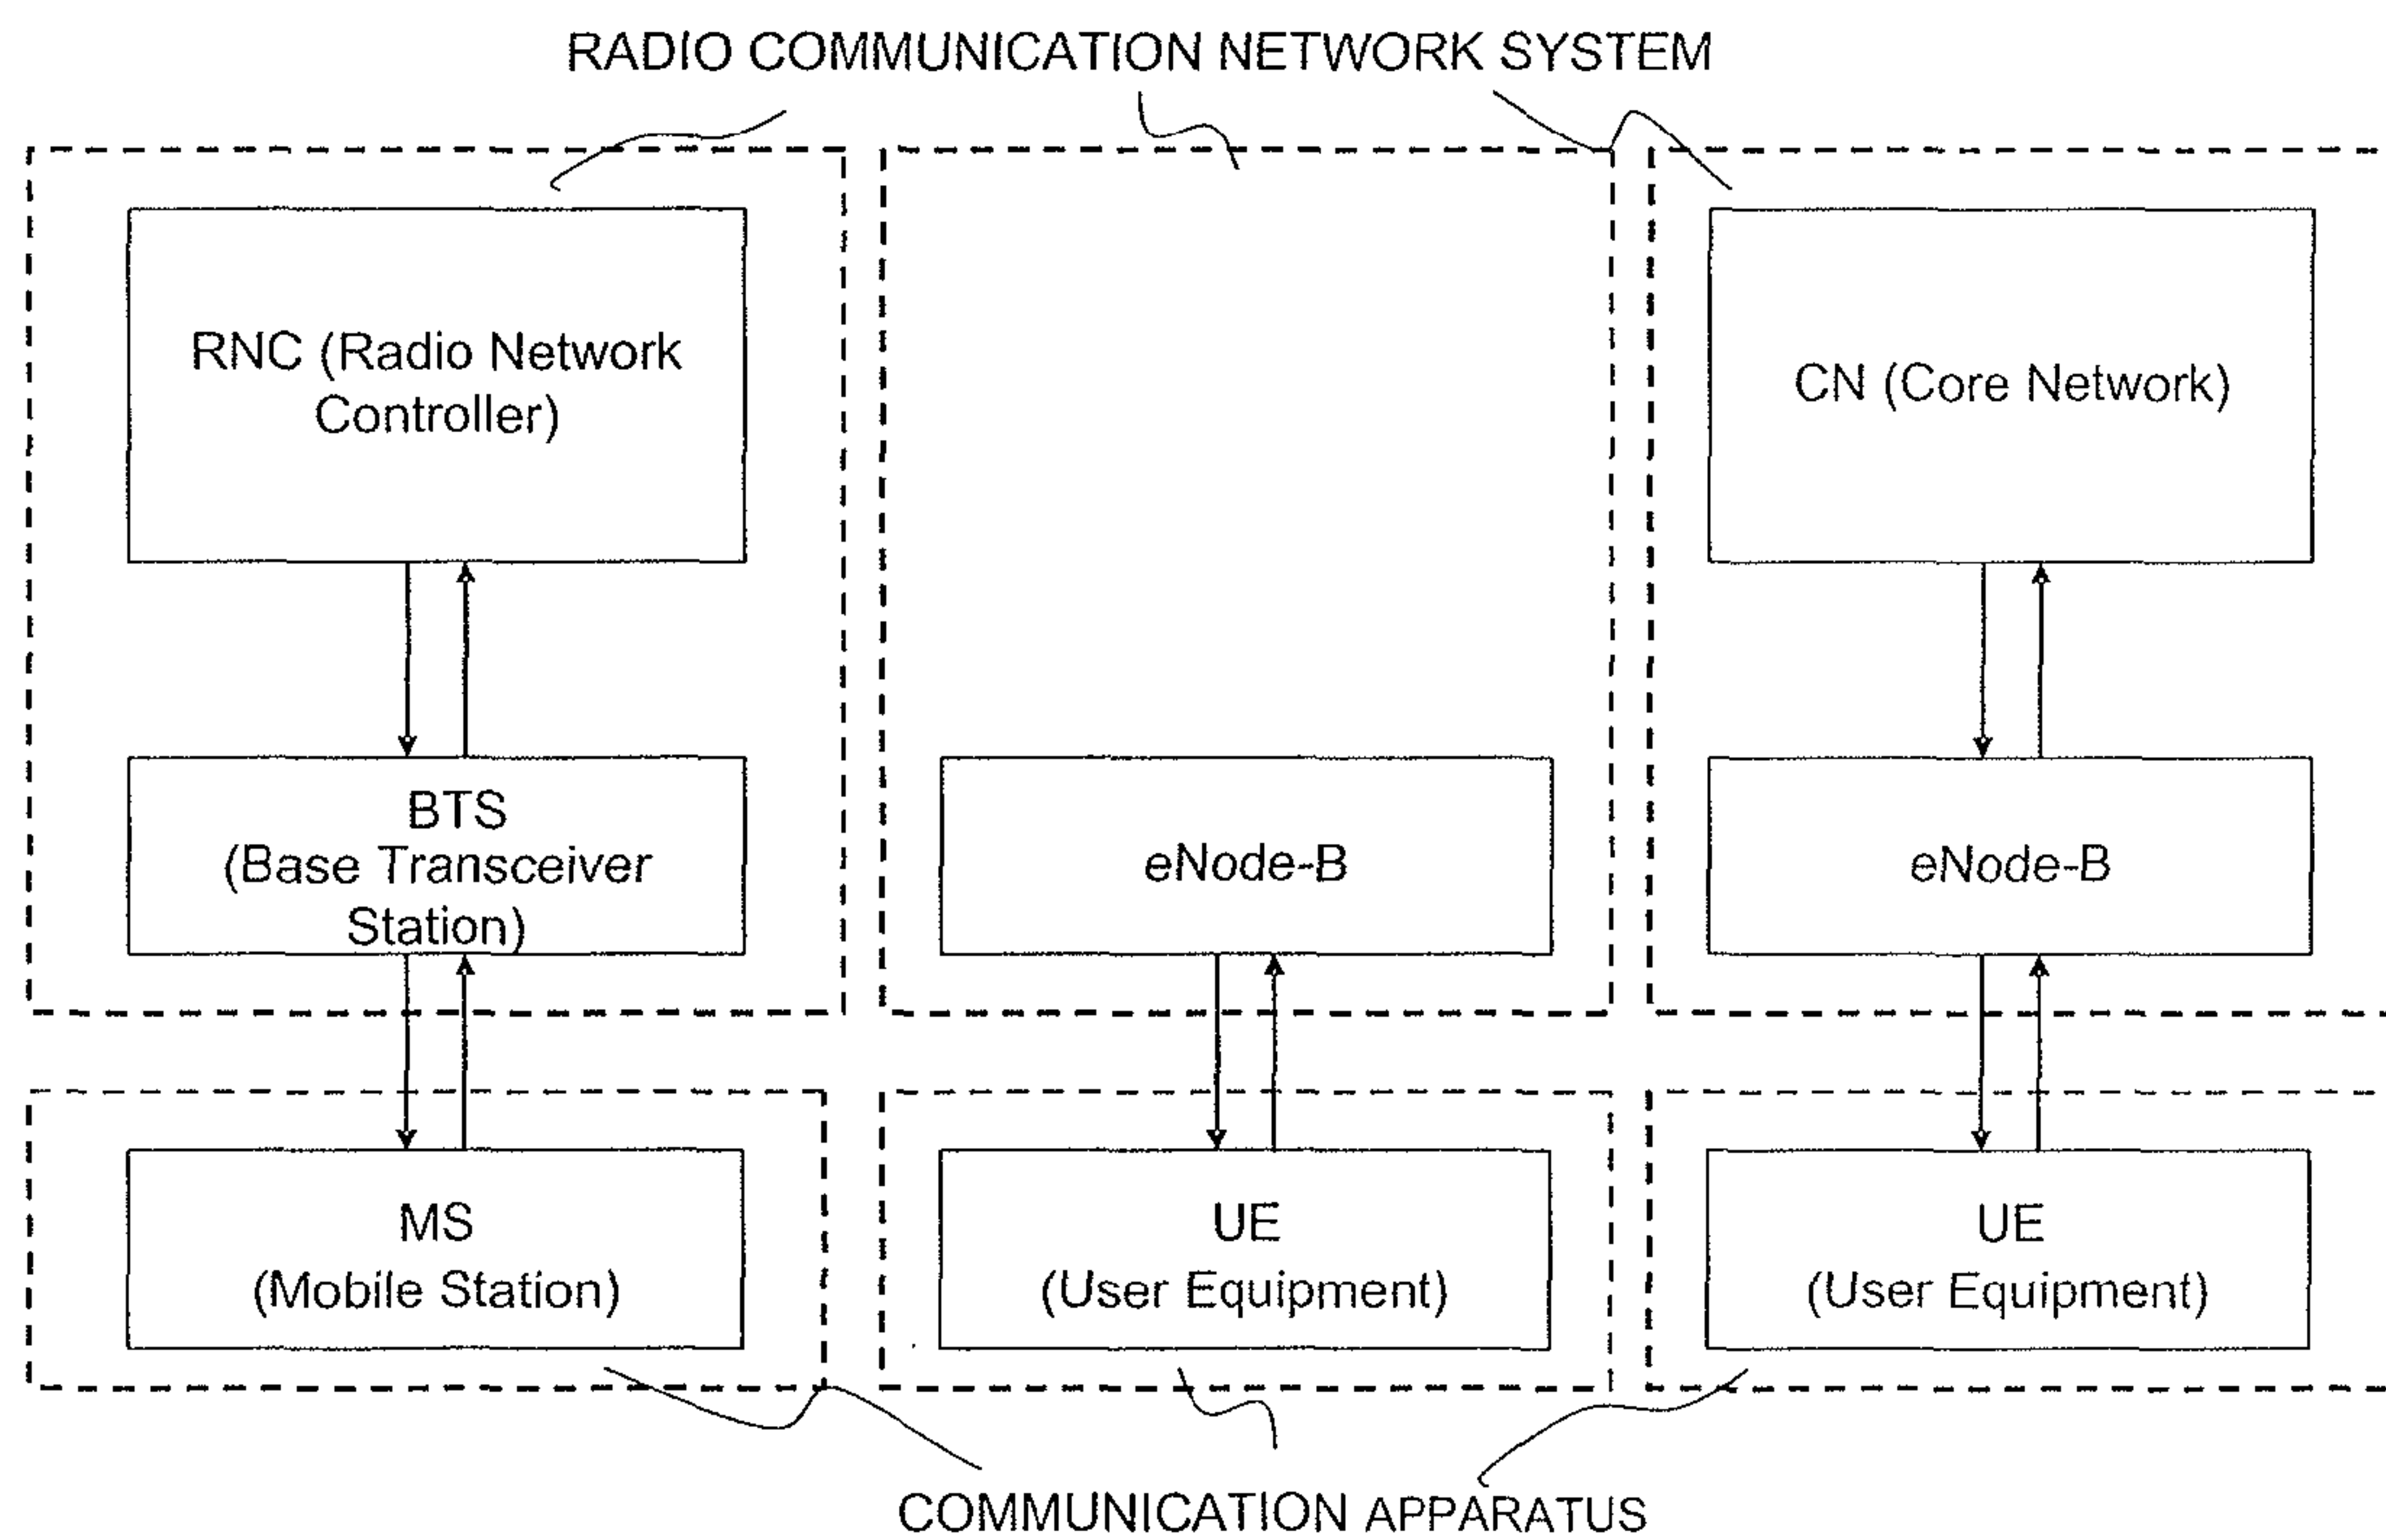 RADIO COMMUNICATION NETWORK SYSTEM
RNC (Radio Network
Controller)
CN (Core Network)
BTS
(Base Transceiver
Station)
eNode-B
eNode-B
MS
(Mobile Station)
UE
(User Equipment)
UE
(User Equipment)
COMMUNICATION APPARATUS